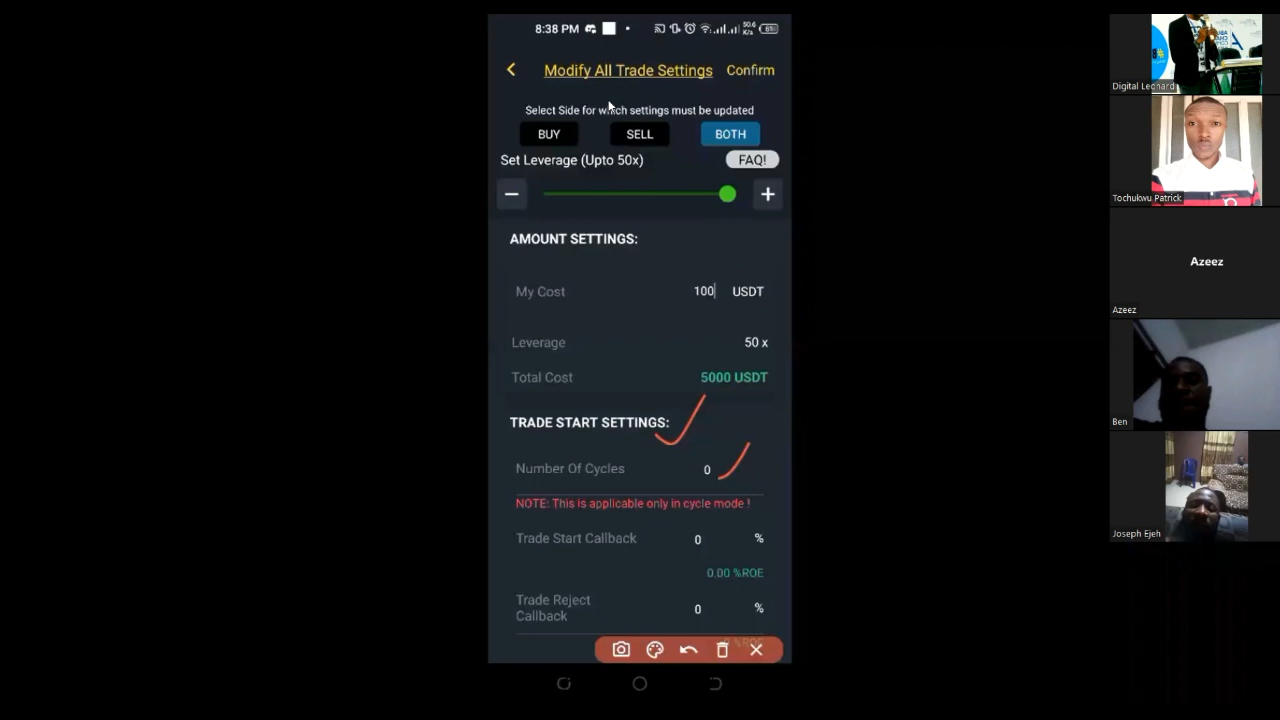 8:38 PM
50.6
K/s
61
Modify All Trade Settings
Confirm
Select Side for which settings must be updated
BUY
SELL
BOTH
Set Leverage (Upto 50x)
FAQ!
AMOUNT SETTINGS:
My Cost
100
USDT
Leverage
50 x
Total Cost
5000 USDT
TRADE START SETTINGS:
Number Of Cycles
0
NOTE: This is applicable only in cycle mode !
Trade Start Callback
0
%
0.00 %ROE
Trade Reject
Callback
0
%
Digital Leonard
Tochukwu Patrick
Azeez
Azeez
Ben
Joseph Ejeh